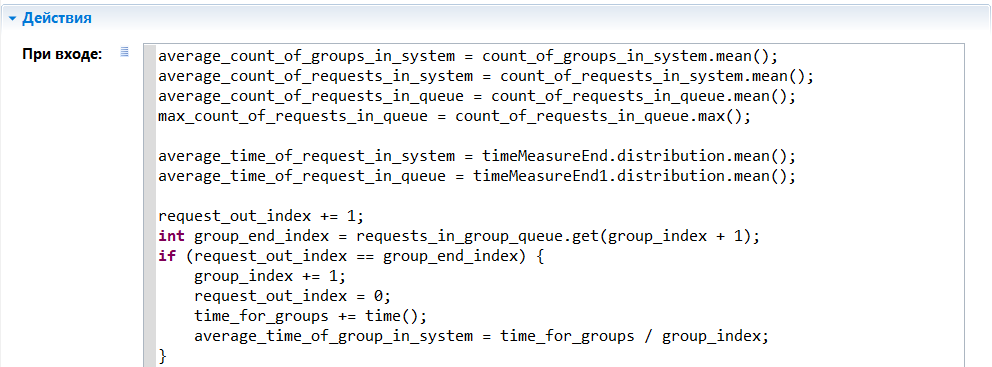 Действия
При входе:
average_count_of_groups_in_system = count_of_groups_in_system.mean();
average_count_of_requests_in_system = count_of_requests_in_system.mean();
average_count_of_requests_in_queue = count_of_requests_in_queue.mean();
max_count_of_requests_in_queue = count_of_requests_in_queue.max();
average_time_of_request_in_system = timeMeasureEnd.distribution.mean();
average_time_of_request_in_queue = timeMeasureEnd1.distribution.mean();
request_out_index += 1;
int group_end_index = requests_in_group_queue.get(group_index + 1);
if (request_out_index == group_end_index) {
    group_index += 1;
    request_out_index = 0;
    time_for_groups += time();
    average_time_of_group_in_system = time_for_groups / group_index;
}